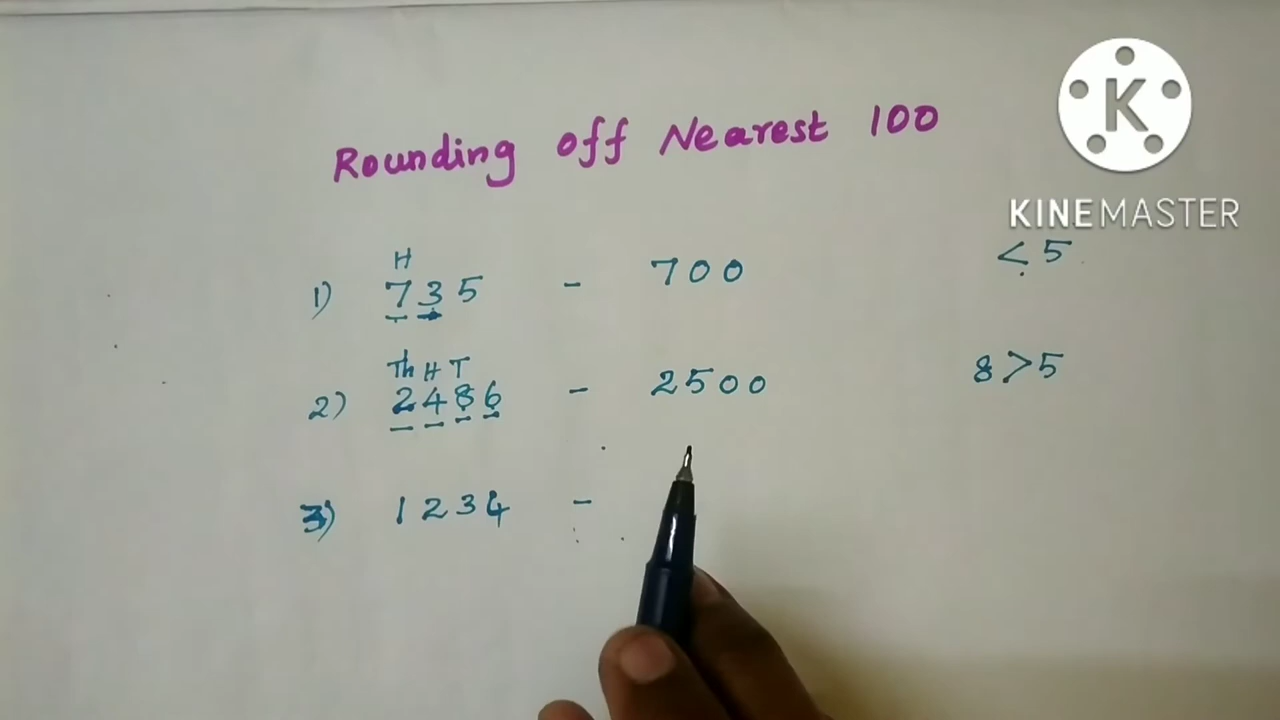 Rounding off Nearest 100
KINEMASTER
H
1) 735 - 700 < 5
Th H T
2) 2486 - 2500 8 > 5
3) 1234 -